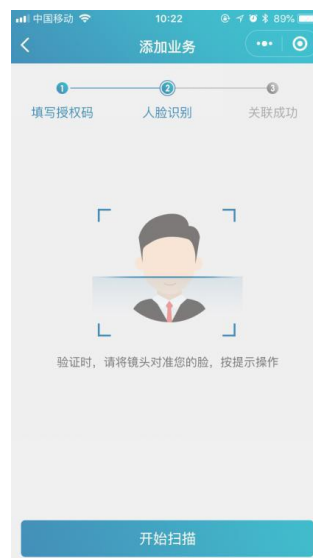 中国移动 10:22 89%
添加业务
1 2 3
填写授权码 人脸识别 关联成功
验证时，请将镜头对准您的脸，按提示操作
开始扫描